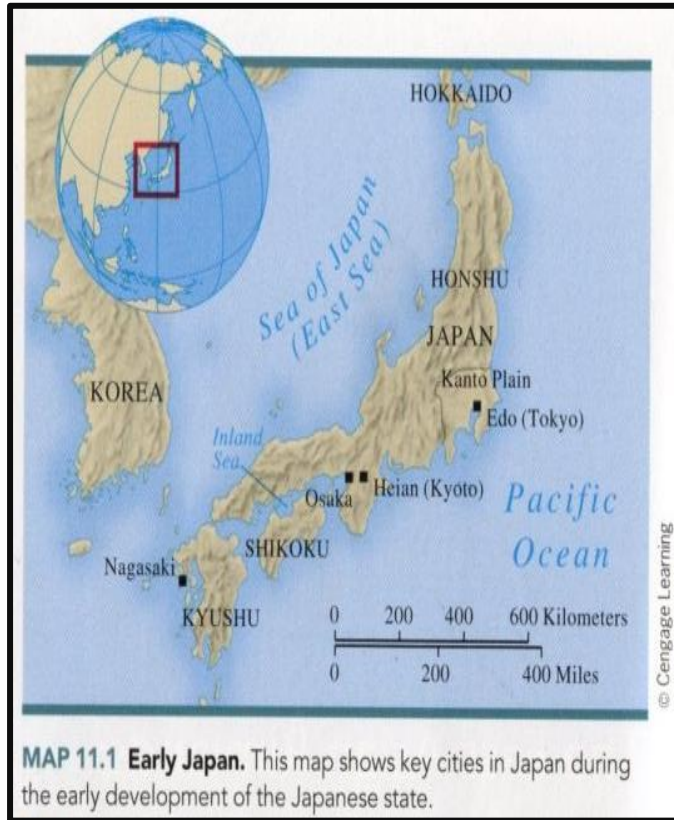 HOKKAIDO
Sea of Japan
(East Sea)
HONSHU
JAPAN
KOREA
Kanto Plain
Edo (Tokyo)
Inland
Sea
Osaka
Heian (Kyoto)
Pacific
Ocean
SHIKOKU
Nagasaki
KYUSHU
0 200 400 600 Kilometers
0 200 400 Miles
© Cengage Learning
MAP 11.1 Early Japan. This map shows key cities in Japan during
the early development of the Japanese state.